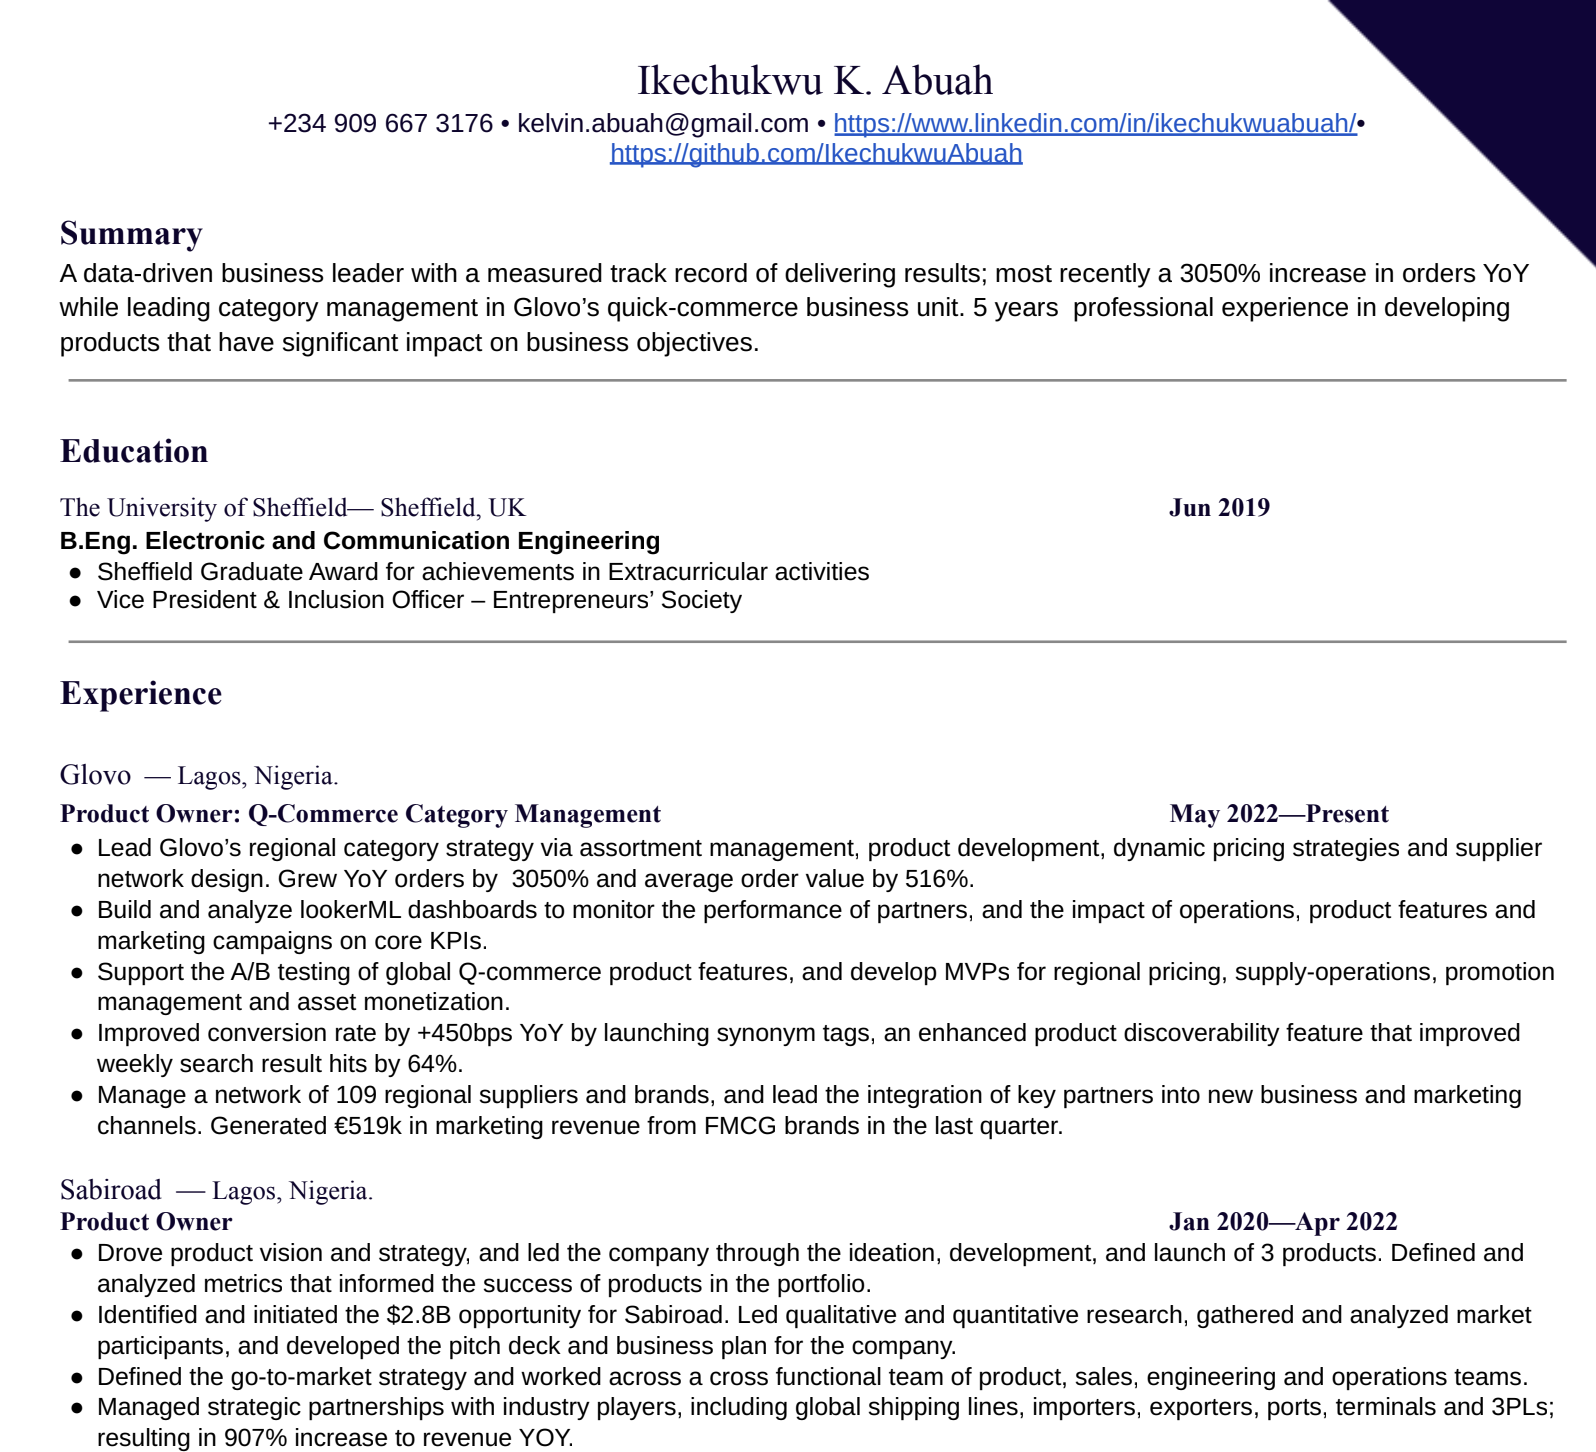 Ikechukwu K. Abuah
+234 909 667 3176 • kelvin.abuah@gmail.com • https://www.linkedin.com/in/ikechukwuabuah/•
https://github.com/IkechukwuAbuah
Summary
A data-driven business leader with a measured track record of delivering results; most recently a 3050% increase in orders YoY
while leading category management in Glovo’s quick-commerce business unit. 5 years  professional experience in developing
products that have significant impact on business objectives.
Education
The University of Sheffield— Sheffield, UK Jun 2019
B.Eng. Electronic and Communication Engineering
● Sheffield Graduate Award for achievements in Extracurricular activities
● Vice President & Inclusion Officer – Entrepreneurs’ Society
Experience
Glovo  — Lagos, Nigeria.
Product Owner: Q-Commerce Category Management May 2022—Present
● Lead Glovo’s regional category strategy via assortment management, product development, dynamic pricing strategies and supplier
network design. Grew YoY orders by  3050% and average order value by 516%.
● Build and analyze lookerML dashboards to monitor the performance of partners, and the impact of operations, product features and
marketing campaigns on core KPIs.
● Support the A/B testing of global Q-commerce product features, and develop MVPs for regional pricing, supply-operations, promotion
management and asset monetization.
● Improved conversion rate by +450bps YoY by launching synonym tags, an enhanced product discoverability feature that improved
weekly search result hits by 64%.
● Manage a network of 109 regional suppliers and brands, and lead the integration of key partners into new business and marketing
channels. Generated €519k in marketing revenue from FMCG brands in the last quarter.
Sabiroad  — Lagos, Nigeria.
Product Owner Jan 2020—Apr 2022
● Drove product vision and strategy, and led the company through the ideation, development, and launch of 3 products. Defined and
analyzed metrics that informed the success of products in the portfolio.
● Identified and initiated the $2.8B opportunity for Sabiroad. Led qualitative and quantitative research, gathered and analyzed market
participants, and developed the pitch deck and business plan for the company.
● Defined the go-to-market strategy and worked across a cross functional team of product, sales, engineering and operations teams.
● Managed strategic partnerships with industry players, including global shipping lines, importers, exporters, ports, terminals and 3PLs;
resulting in 907% increase to revenue YOY.